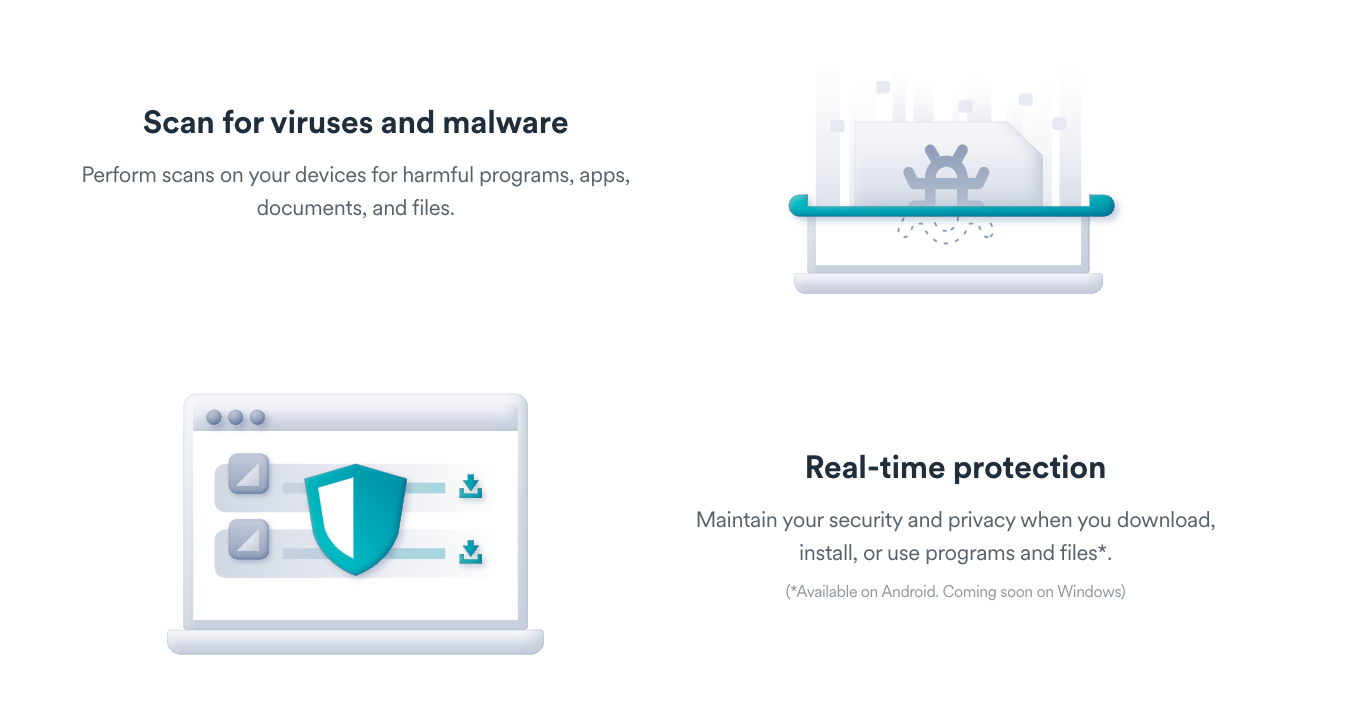 Scan for viruses and malware
Perform scans on your devices for harmful programs, apps,
documents, and files.
Real-time protection
Maintain your security and privacy when you download,
install, or use programs and files*.
(*Available on Android. Coming soon on Windows)